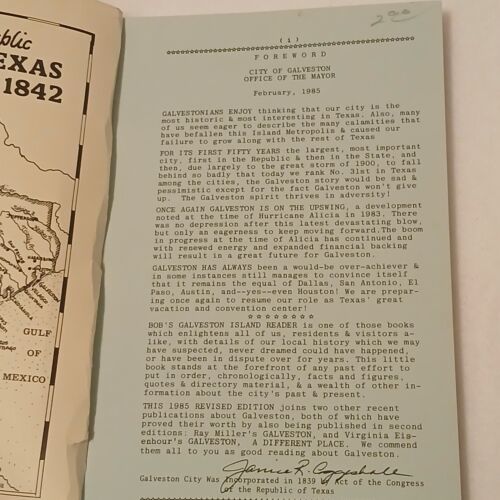 public
TEXAS
1842
GULF
OF
MEXICO
2.00
( i )
************************************************
F O R E W O R D
CITY OF GALVESTON
OFFICE OF THE MAYOR
February, 1985
GALVESTONIANS ENJOY thinking that our city is the
most historic & most interesting in Texas. Also, many
of us seem eager to describe the many calamities that
have befallen this Island Metropolis & caused our
failure to grow along with the rest of Texas
FOR ITS FIRST FIFTY YEARS the largest, most important
city, first in the Republic & then in the State, and
then, due largely to the great storm of 1900, to fall
behind so badly that today we rank No. 31st in Texas
among the cities, the Galveston story would be sad &
pessimistic except for the fact Galveston won't give
up. The Galveston spirit thrives in adversity!
ONCE AGAIN GALVESTON IS ON THE UPSWING, a development
noted at the time of Hurricane Alicia in 1983. There
was no depression after this latest devastating blow,
but only an eagerness to keep moving forward.The boom
in progress at the time of Alicia has continued and
with renewed energy and expanded financial backing
will result in a great future for Galveston.
GALVESTON HAS ALWAYS been a would-be over-achiever &
in some instances still manages to convince itself
that it remains the equal of Dallas, San Antonio, El
Paso, Austin, and--yes--even Houston! We are prepar-
ing once again to resume our role as Texas' great
vacation and convention center!
* * * * * * * *
BOB'S GALVESTON ISLAND READER is one of those books
which enlightens all of us, residents & visitors a-
like, with details of our local history which we may
have suspected, never dreamed could have happened,
or have been in dispute over for years. This little
book stands at the forefront of any past effort to
put in order, chronologically, facts and figures,
quotes & directory material, & a wealth of other in-
formation about the city's past & present.
THIS 1985 REVISED EDITION joins two other recent
publications about Galveston, both of which have
proved their worth by also being published in second
editions: Ray Miller's GALVESTON, and Virginia Eis-
enhour's GALVESTON, A DIFFERENT PLACE. We commend
them all to you as good reading about Galveston.
Janice R. Coggeshall
Galveston City Was Incorporated in 1839 by Act of the Congress
of the Republic of Texas